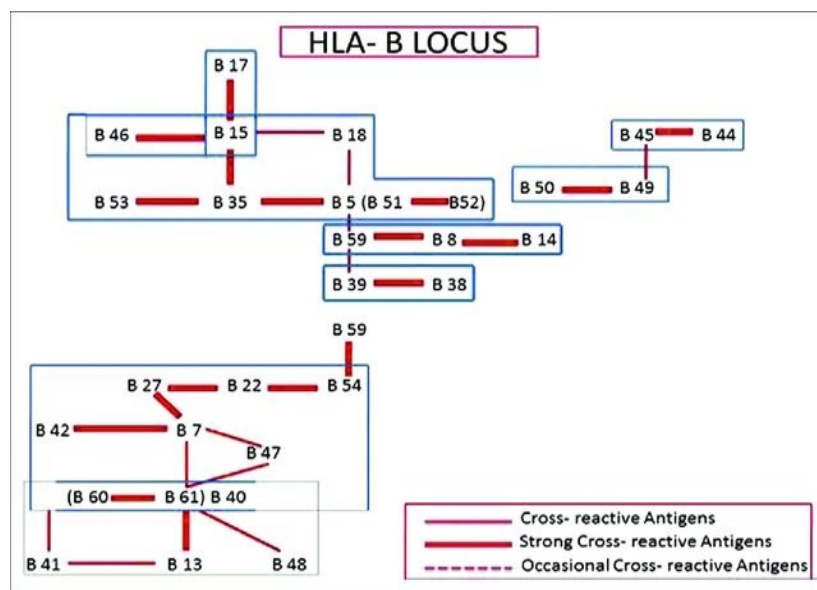 HLA- B LOCUS
B 17
B 46 B 15 B 18
B 45 B 44
B 53 B 35 B 5 (B 51 B52)
B 50 B 49
B 59 B 8 B 14
B 39 B 38
B 59
B 27 B 22 B 54
B 42 B 7
B 47
(B 60 B 61) B 40
B 41 B 13 B 48
Cross- reactive Antigens
Strong Cross- reactive Antigens
Occasional Cross- reactive Antigens